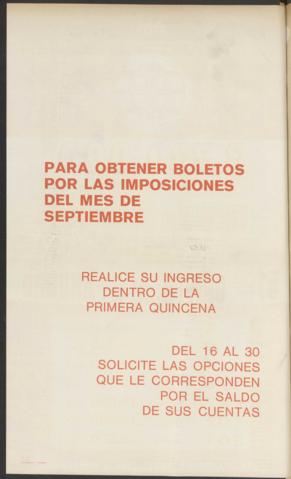 PARA OBTENER BOLETOS
POR LAS IMPOSICIONES
DEL MES DE
SEPTIEMBRE
REALICE SU INGRESO
DENTRO DE LA
PRIMERA QUINCENA
DEL 16 AL 30
SOLICITE LAS OPCIONES
QUE LE CORRESPONDEN
POR EL SALDO
DE SUS CUENTAS